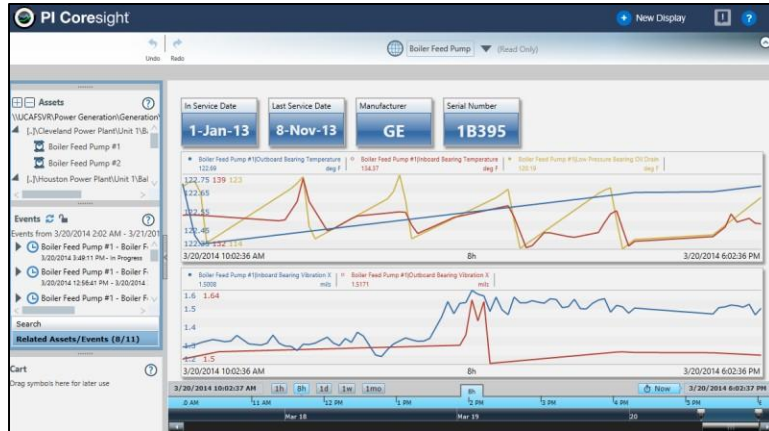 PI Coresight
New Display
Undo
Redo
Boiler Feed Pump
(Read Only)
Assets
\\UCAFSVR\Power Generation\Generation\
[..]\Cleveland Power Plant\Unit 1\Ba
Boiler Feed Pump #1
Boiler Feed Pump #2
[..]\Houston Power Plant\Unit 1\Bal
Events
Events from 3/20/2014 2:02 AM - 3/21/201
Boiler Feed Pump #1 - Boiler F
3/20/2014 3:49:11 PM - In Progress
Boiler Feed Pump #1 - Boiler F
3/20/2014 12:56:41 PM - 3/20/2014
Boiler Feed Pump #1 - Boiler F
Search
Related Assets/Events (8/11)
Cart
Drag symbols here for later use
In Service Date
1-Jan-13
Last Service Date
8-Nov-13
Manufacturer
GE
Serial Number
1B395
Boiler Feed Pump #1|Outboard Bearing Temperature
122.69 deg F
Boiler Feed Pump #1|Inboard Bearing Temperature
134.37 deg F
Boiler Feed Pump #1|Low Pressure Bearing Oil Drain
deg F
122.75 139 123
122.65
122.55
122.45
3/20/2014 10:02:36 AM
8h
3/20/2014 6:02:36 PM
Boiler Feed Pump #1|Inboard Bearing Vibration X
1.5008 mils
Boiler Feed Pump #1|Outboard Bearing Vibration X
1.5171 mils
1.6 1.64
1.5
1.4
1.3
1.2 1.5
3/20/2014 10:02:36 AM
8h
3/20/2014 6:02:36 PM
3/20/2014 10:02:37 AM
1h
8h
1d
1w
1mo
8h
Now
3/20/2014 6:02:37 PM
11 AM
12 PM
1 PM
2 PM
3 PM
4 PM
5 PM
Mar 18
Mar 19
20